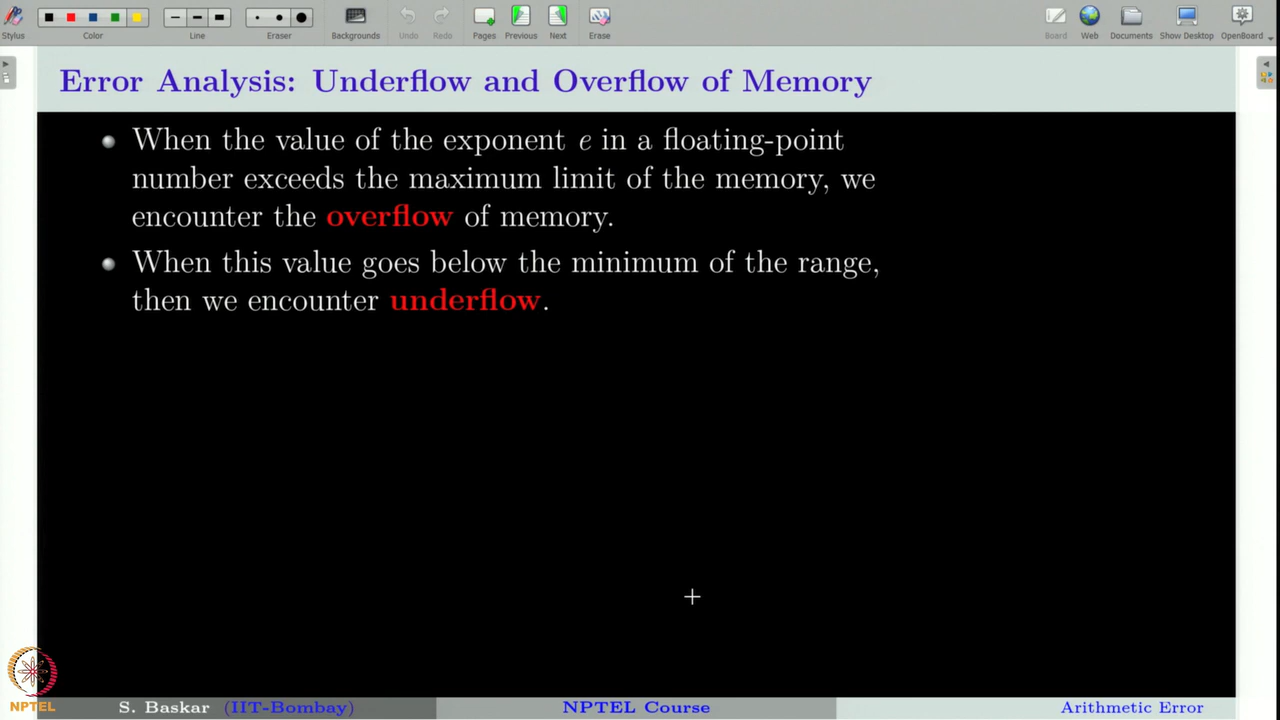 Stylus
Color
Line
Eraser
Backgrounds
Undo
Redo
Pages
Previous
Next
Erase
Board
Web
Documents
Show Desktop
OpenBoard
Error Analysis: Underflow and Overflow of Memory
When the value of the exponent e in a floating-point
number exceeds the maximum limit of the memory, we
encounter the overflow of memory.
When this value goes below the minimum of the range,
then we encounter underflow.
NPTEL
S. Baskar (IIT-Bombay)
NPTEL Course
Arithmetic Error